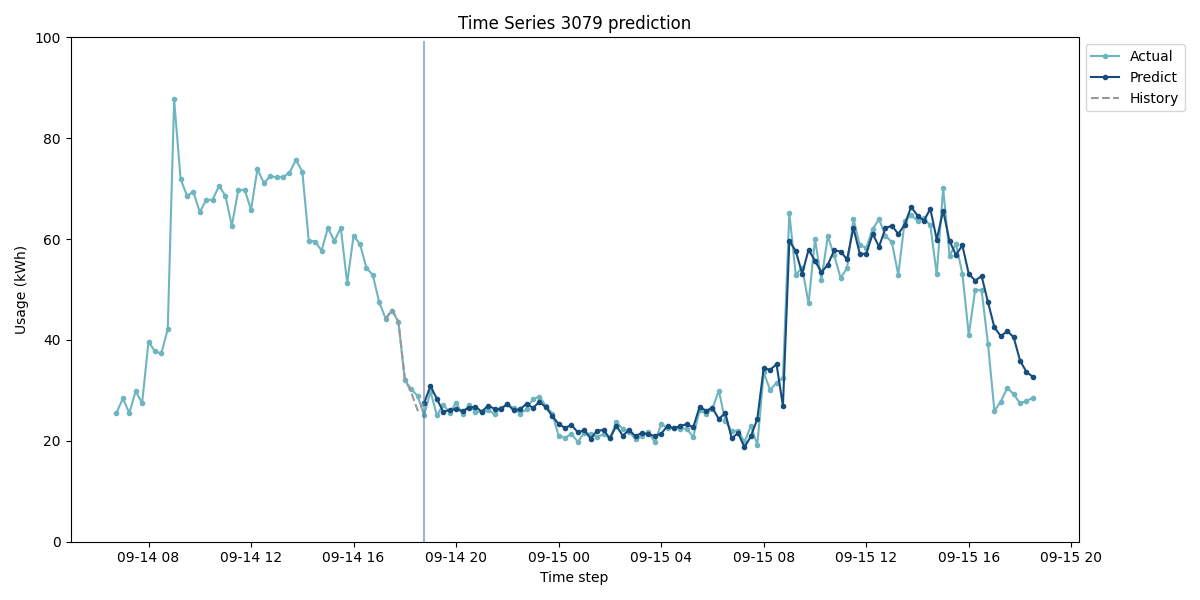 Time Series 3079 prediction
100
80
60
40
20
0
Usage (kWh)
09-14 08
09-14 12
09-14 16
09-14 20
09-15 00
09-15 04
09-15 08
09-15 12
09-15 16
09-15 20
Time step
Actual
Predict
History